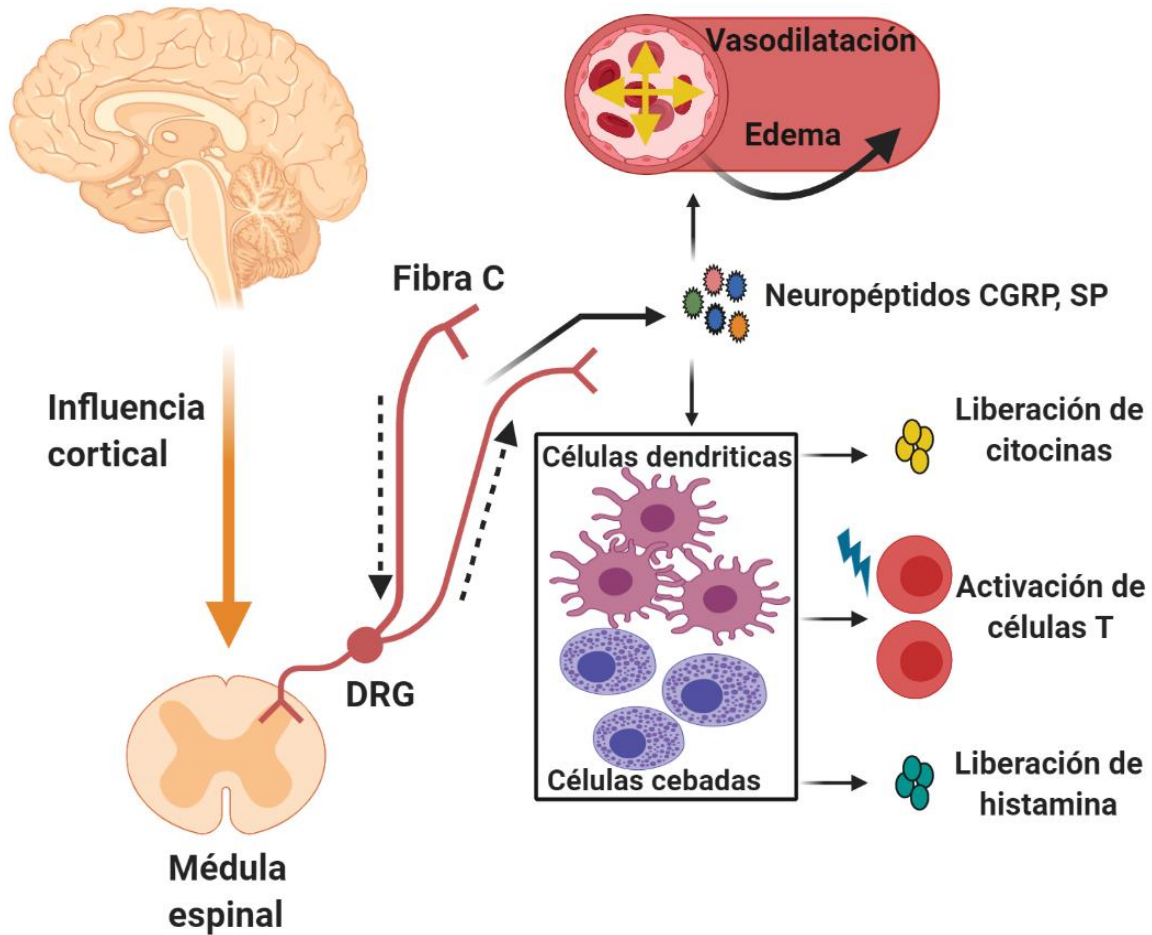 Vasodilatación
Edema
Fibra C
Neuropéptidos CGRP, SP
Influencia
cortical
Células dendriticas
Liberación de
citocinas
Activación de
células T
DRG
Células cebadas
Liberación de
histamina
Médula
espinal